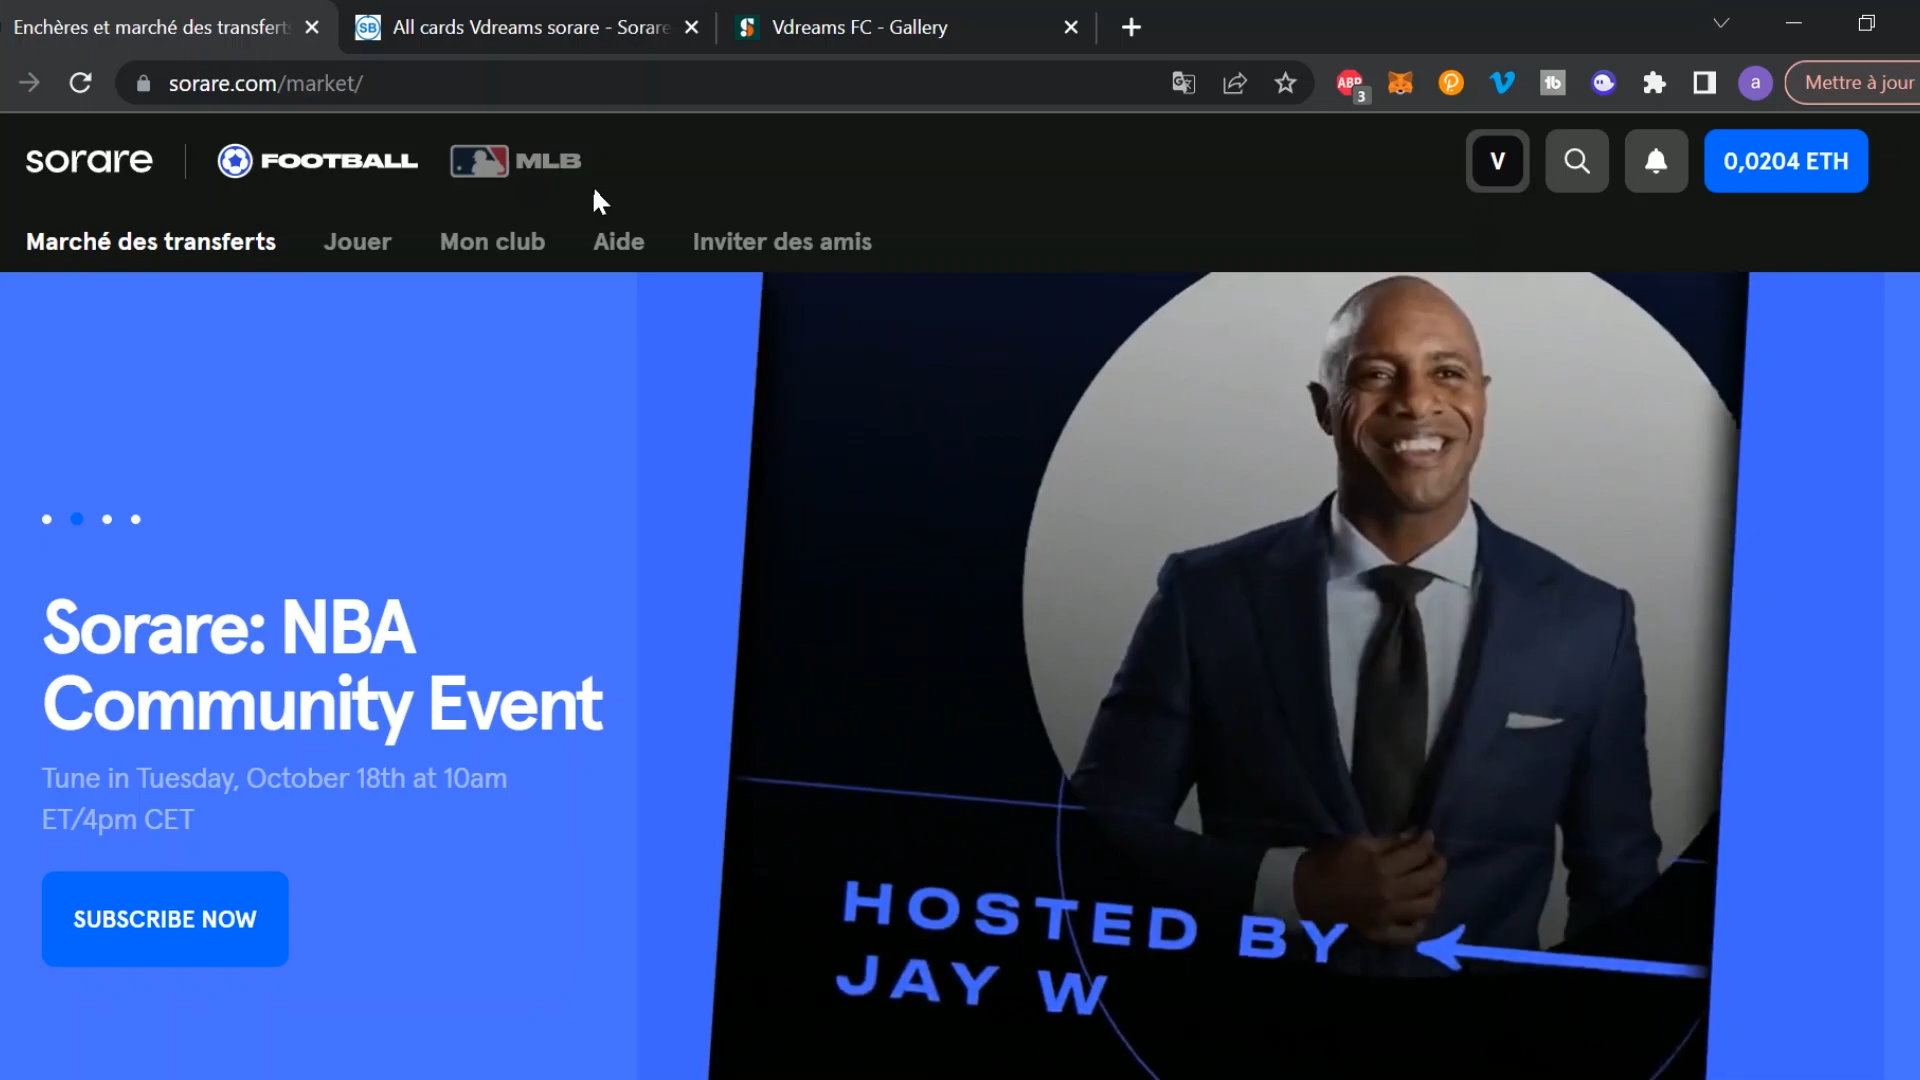 Enchères et marché des transfert
All cards Vdreams sorare - Sorare
Vdreams FC - Gallery
sorare.com/market/
ABP
3
a
Mettre à jour
sorare
FOOTBALL
MLB
V
0,0204 ETH
Marché des transferts
Jouer
Mon club
Aide
Inviter des amis
Sorare: NBA
Community Event
Tune in Tuesday, October 18th at 10am
ET/4pm CET
SUBSCRIBE NOW
HOSTED BY
JAY W